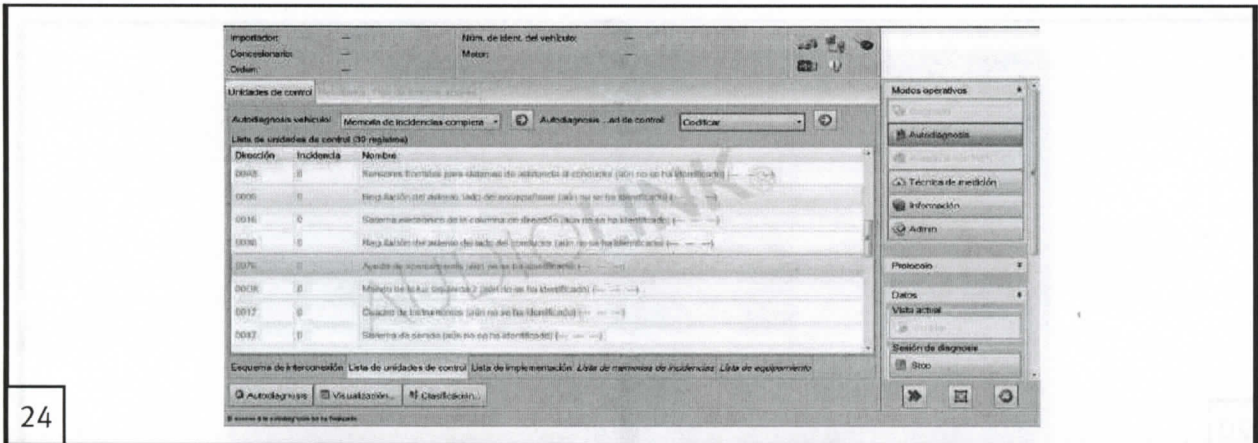 Importador: — Núm. de ident. del vehículo: —
Concesionario: — Motor: —
Orden: —
Unidades de control
Autodiagnosis vehículo: Memoria de incidencias completa Autodiagnosis ...ad de control: Codificar
Lista de unidades de control (39 registros)
Dirección Incidencia Nombre
0 Sensores frontales para sistemas de asistencia al conductor (aún no se ha identificado) (— — —)
0 Regulación del asiento lado del acompañante (aún no se ha identificado) (
0016 0 Sistema electrónico de la columna de dirección (aún no se ha identificado) (— — —)
0 Regulación del asiento del lado del conductor (aún no se ha identificado) (— — —)
0076 0 Ayuda de aparcamiento (aún no se ha identificado) (— — —)
0 Mando de la luz izquierda 2 (aún no se ha identificado) (— — —)
0017 0 Cuadro de instrumentos (aún no se ha identificado) (— — —)
0047 0 Sistema de sonido (aún no se ha identificado) (— — —)
Esquema de interconexión Lista de unidades de control Lista de implementación Lista de memorias de incidencias Lista de equipamiento
Autodiagnosis Visualización... Clasificación...
Modos operativos
Autodiagnosis
Técnica de medición
Información
Admin
Protocolo
Datos
Vista actual
Sesión de diagnosis
Stop
AUDIOLINK®
24